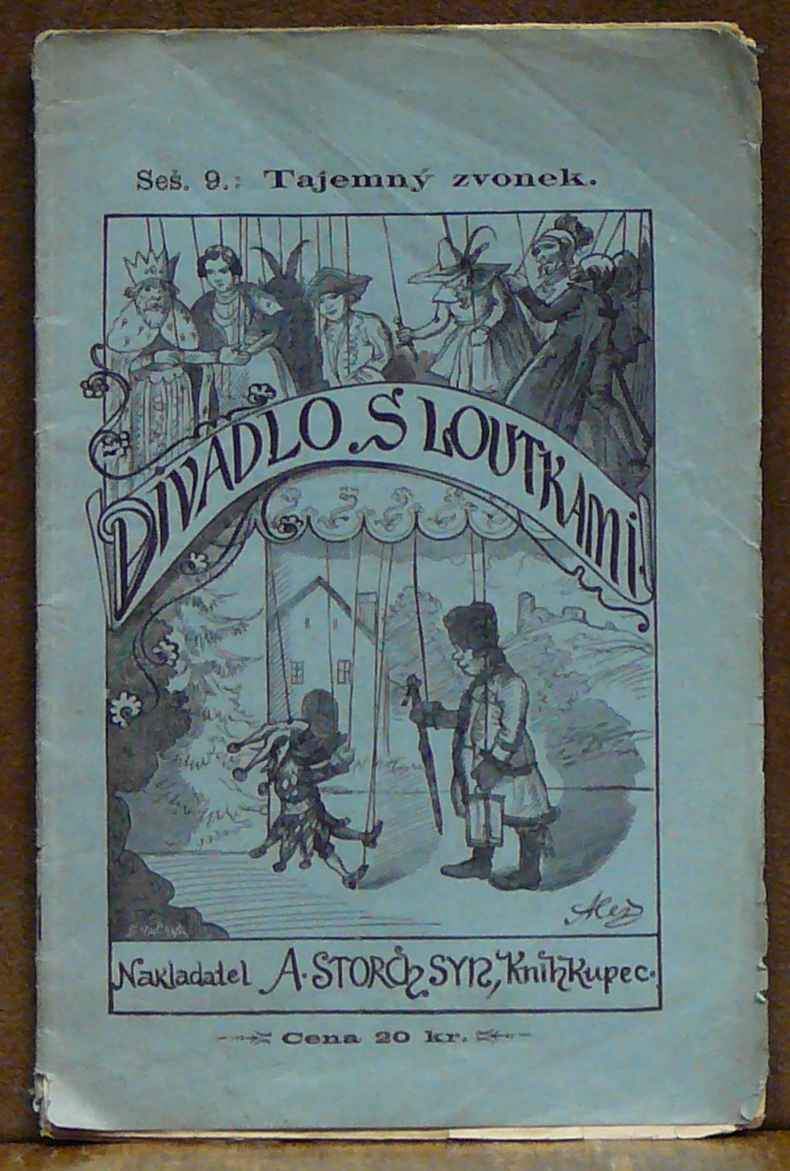 Seš. 9.: Tajemný zvonek.
DIVADLO S LOUTKAMI.
Nakladatel A. STORCH SYN, Knihkupec.
Cena 20 kr.